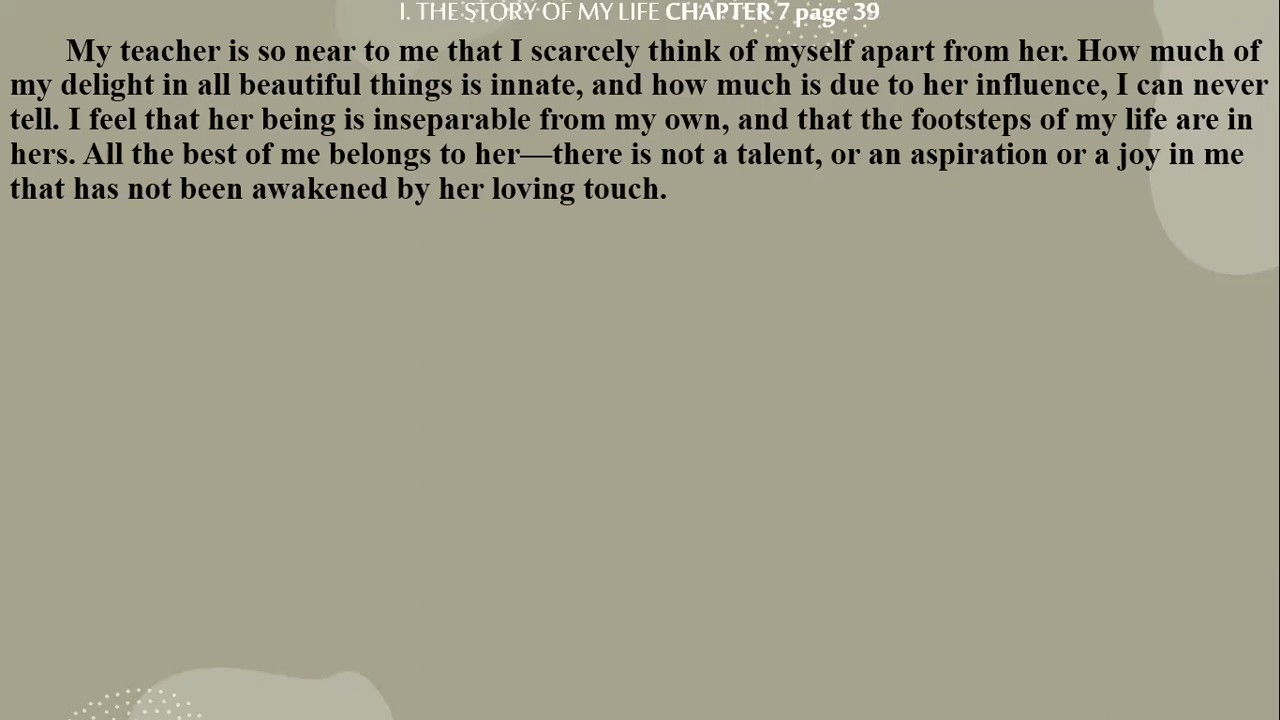 I. THE STORY OF MY LIFE CHAPTER 7 page 39
My teacher is so near to me that I scarcely think of myself apart from her. How much of
my delight in all beautiful things is innate, and how much is due to her influence, I can never
tell. I feel that her being is inseparable from my own, and that the footsteps of my life are in
hers. All the best of me belongs to her—there is not a talent, or an aspiration or a joy in me
that has not been awakened by her loving touch.